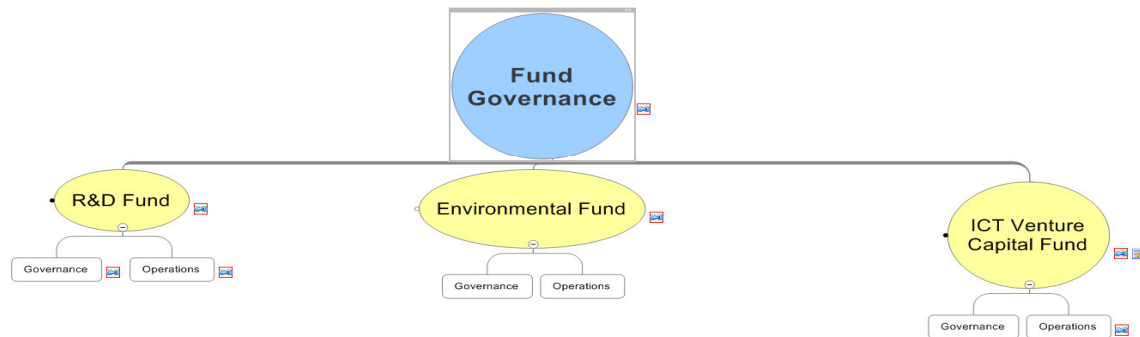 Fund
Governance
R&D Fund
Environmental Fund
ICT Venture
Capital Fund
Governance
Operations
Governance
Operations
Governance
Operations